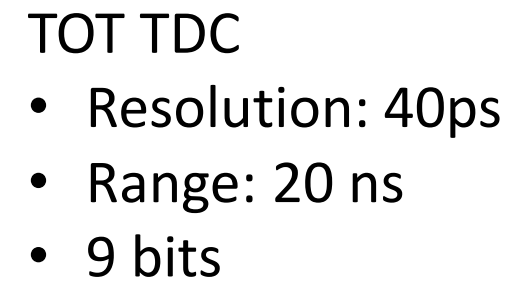 TOT TDC
• Resolution: 40ps
• Range: 20 ns
• 9 bits